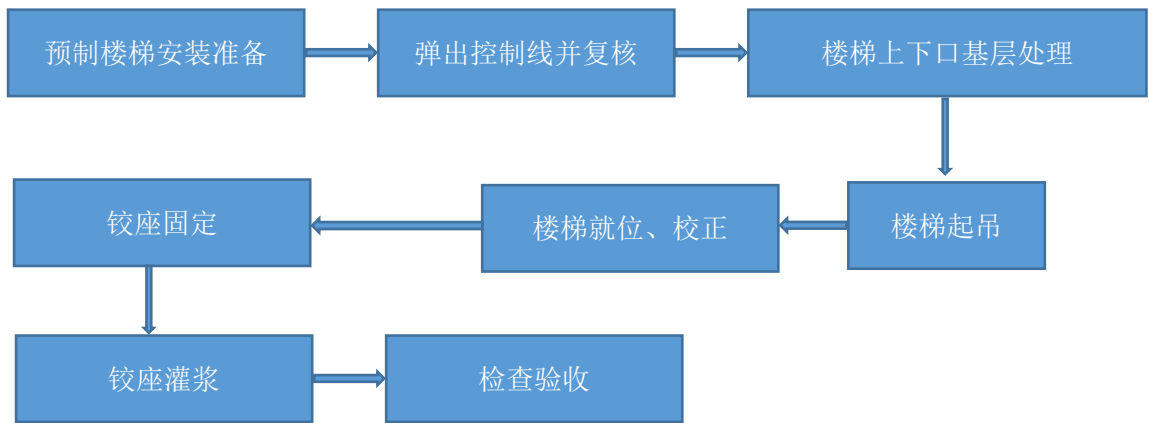 预制楼梯安装准备
弹出控制线并复核
楼梯上下口基层处理
楼梯起吊
楼梯就位、校正
铰座固定
铰座灌浆
检查验收